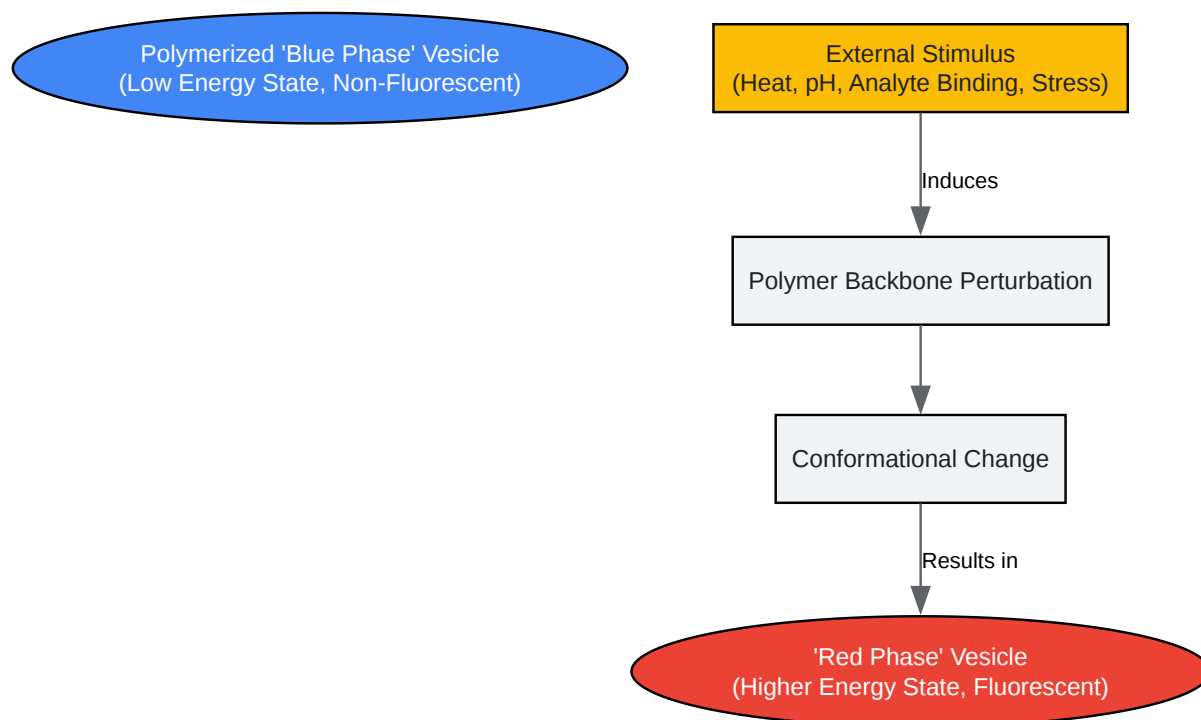 Polymerized 'Blue Phase' Vesicle
(Low Energy State, Non-Fluorescent)
External Stimulus
(Heat, pH, Analyte Binding, Stress)
Induces
Polymer Backbone Perturbation
Conformational Change
Results in
'Red Phase' Vesicle
(Higher Energy State, Fluorescent)